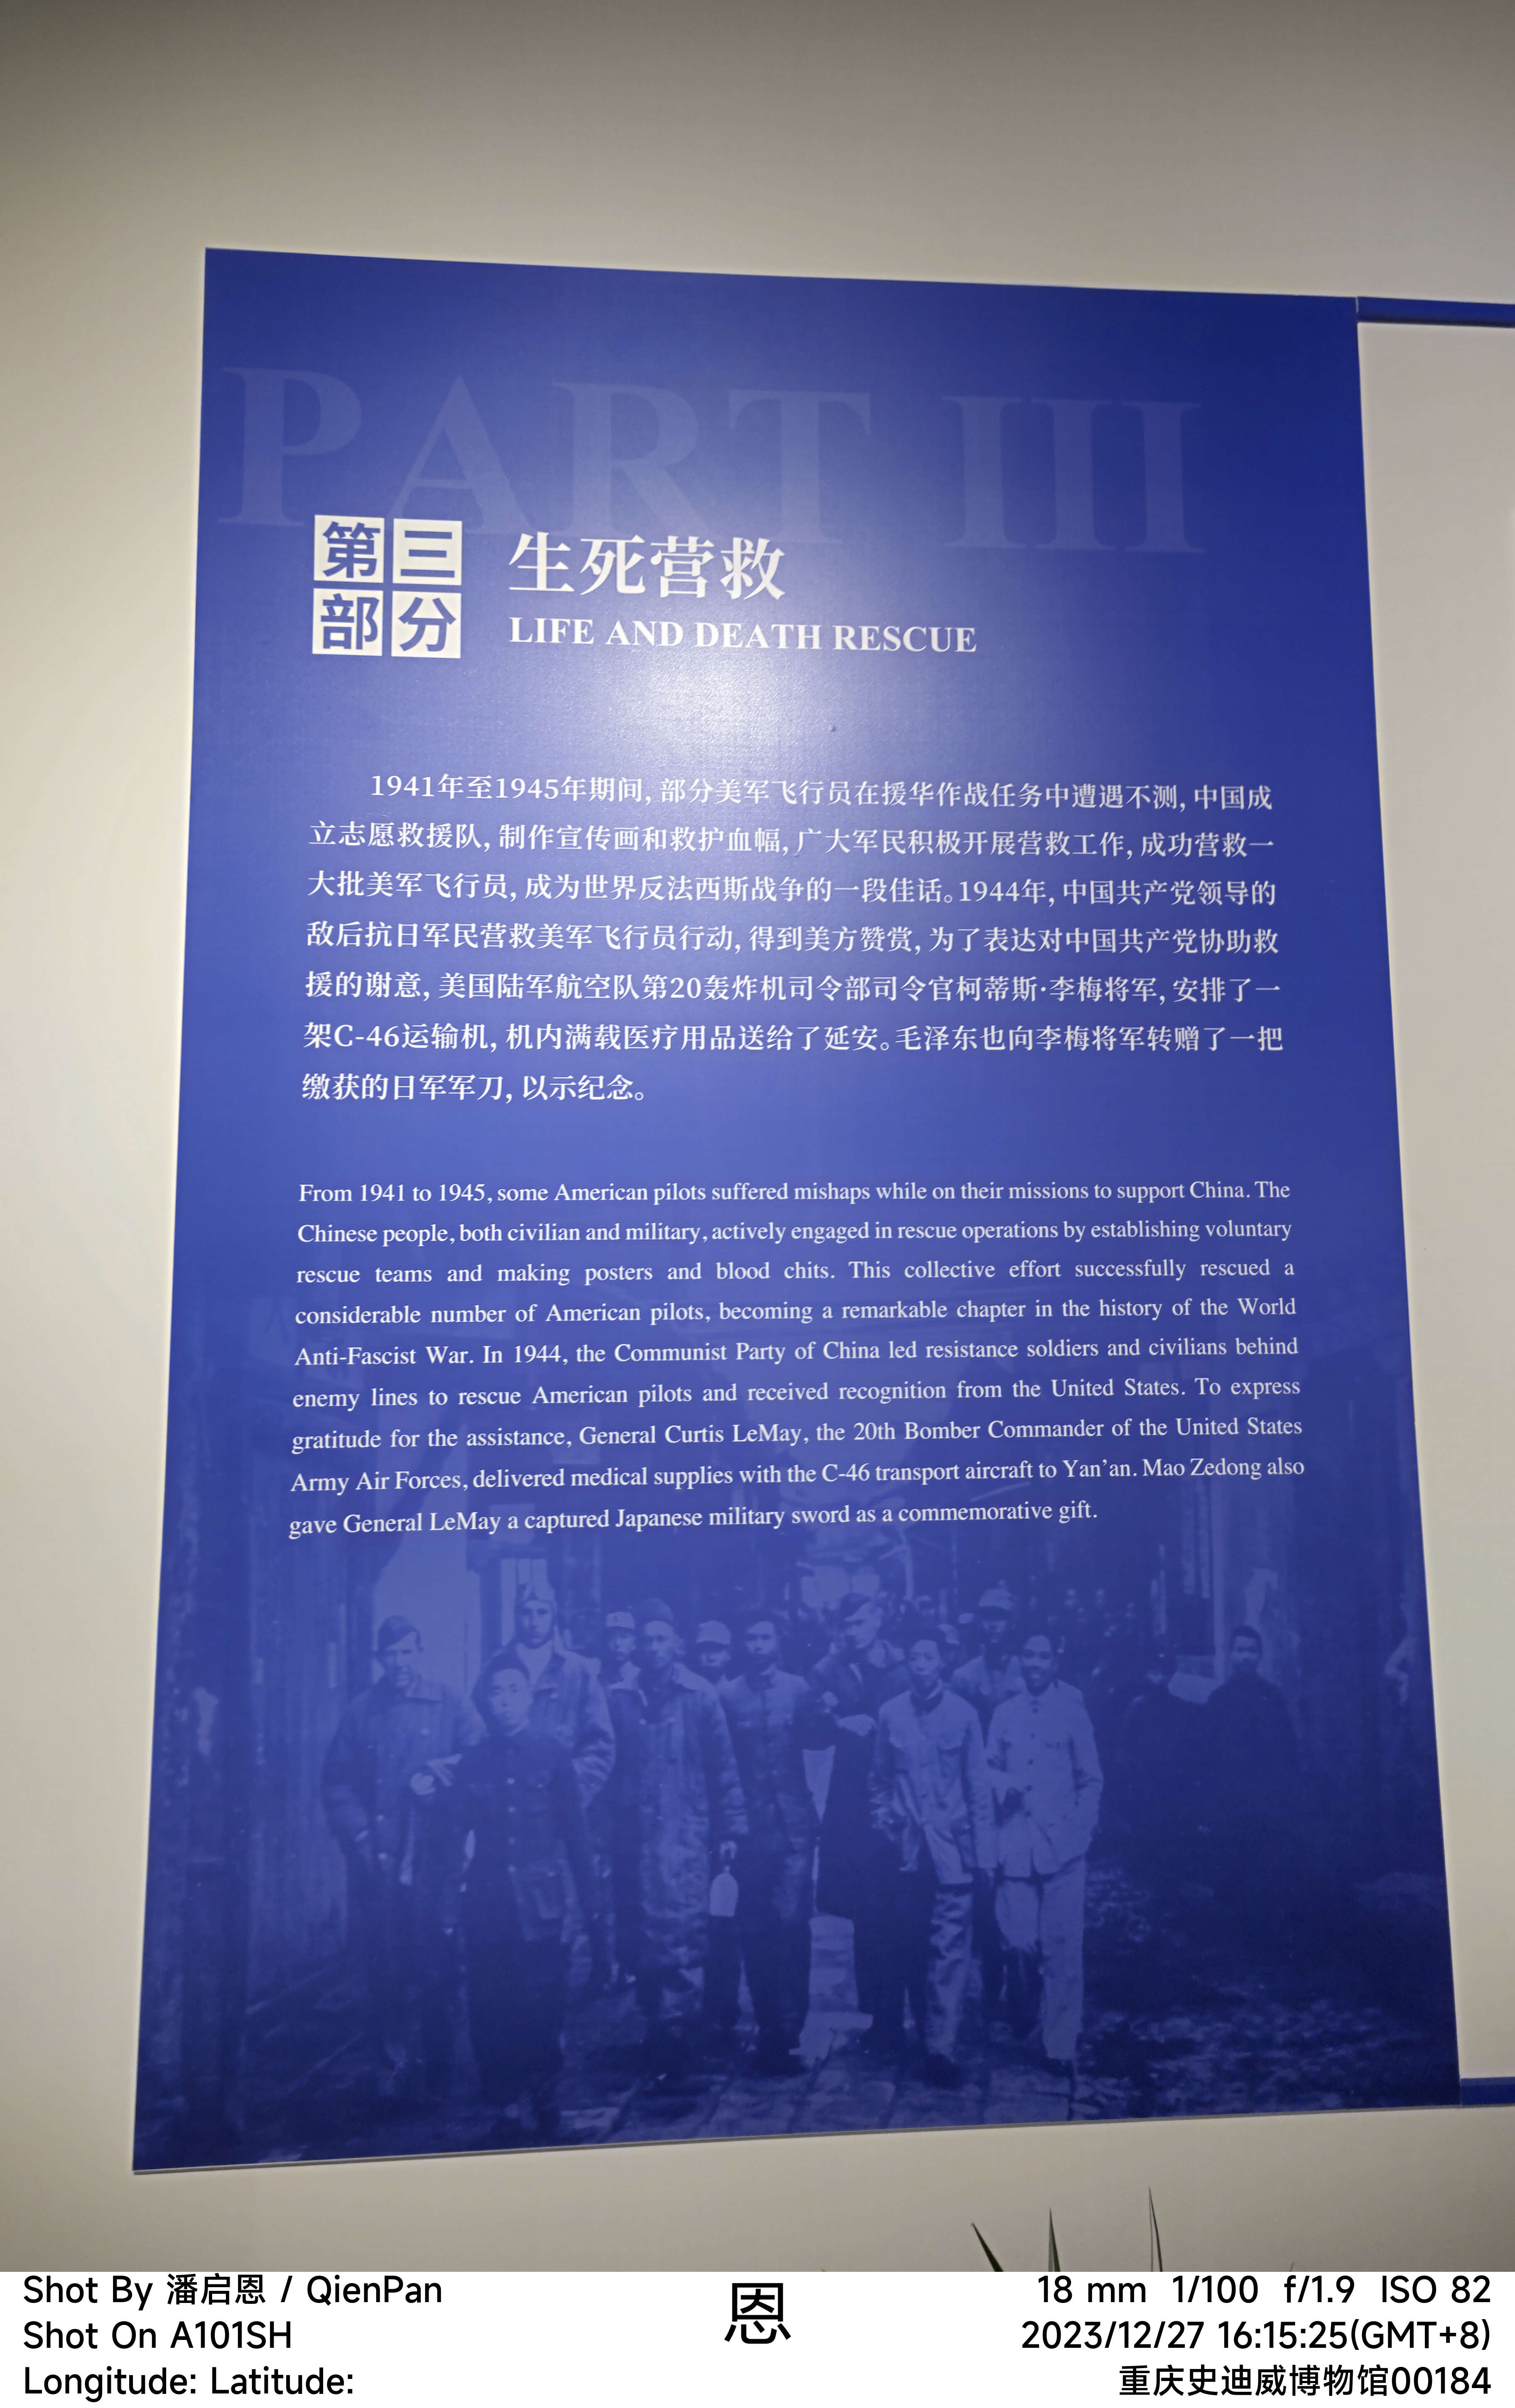 PART III
第三
部分
生死营救
LIFE AND DEATH RESCUE
1941年至1945年期间,部分美军飞行员在援华作战任务中遭遇不测,中国成
立志愿救援队,制作宣传画和救护血幅,广大军民积极开展营救工作,成功营救一
大批美军飞行员,成为世界反法西斯战争的一段佳话。1944年,中国共产党领导的
敌后抗日军民营救美军飞行员行动,得到美方赞赏,为了表达对中国共产党协助救
援的谢意,美国陆军航空队第20轰炸机司令部司令官柯蒂斯·李梅将军,安排了一
架C-46运输机,机内满载医疗用品送给了延安。毛泽东也向李梅将军转赠了一把
缴获的日军军刀,以示纪念。
From 1941 to 1945, some American pilots suffered mishaps while on their missions to support China. The
Chinese people, both civilian and military, actively engaged in rescue operations by establishing voluntary
rescue teams and making posters and blood chits. This collective effort successfully rescued a
considerable number of American pilots, becoming a remarkable chapter in the history of the World
Anti-Fascist War. In 1944, the Communist Party of China led resistance soldiers and civilians behind
enemy lines to rescue American pilots and received recognition from the United States. To express
gratitude for the assistance, General Curtis LeMay, the 20th Bomber Commander of the United States
Army Air Forces, delivered medical supplies with the C-46 transport aircraft to Yan'an. Mao Zedong also
gave General LeMay a captured Japanese military sword as a commemorative gift.
Shot By 潘启恩 / QienPan
Shot On A101SH
Longitude: Latitude:
恩
18 mm 1/100 f/1.9 ISO 82
2023/12/27 16:15:25(GMT+8)
重庆史迪威博物馆00184